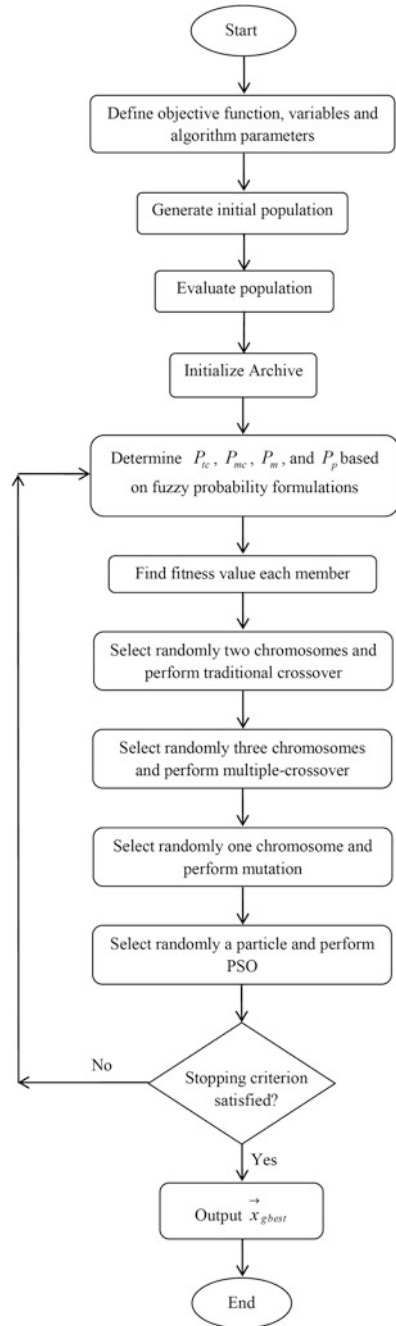 Start
Define objective function, variables and
algorithm parameters
Generate initial population
Evaluate population
Initialize Archive
Determine P_tc, P_mc, P_m, and P_p based
on fuzzy probability formulations
Find fitness value each member
Select randomly two chromosomes and
perform traditional crossover
Select randomly three chromosomes
and perform multiple-crossover
Select randomly one chromosome and
perform mutation
Select randomly a particle and perform
PSO
No
Stopping criterion
satisfied?
Yes
Output x⃗_gbest
End